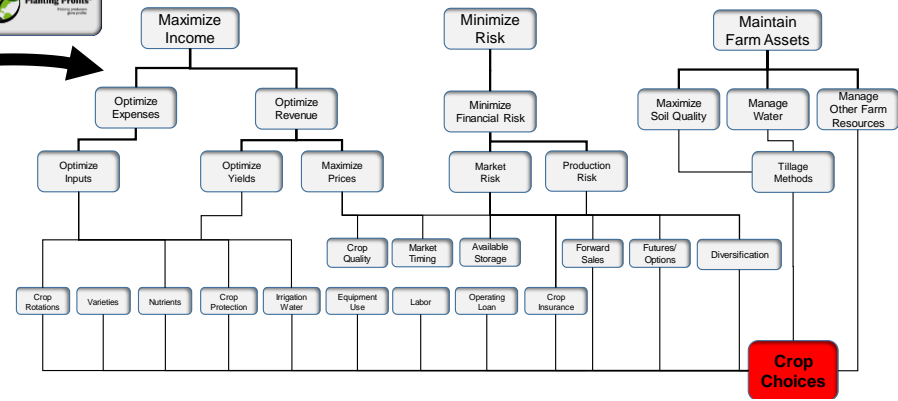 Planting Profits
Maximize
Income
Minimize
Risk
Maintain
Farm Assets
Optimize
Expenses
Optimize
Revenue
Minimize
Financial Risk
Maximize
Soil Quality
Manage
Water
Manage
Other Farm
Resources
Optimize
Inputs
Optimize
Yields
Maximize
Prices
Market
Risk
Production
Risk
Tillage
Methods
Crop
Quality
Market
Timing
Available
Storage
Forward
Sales
Futures/
Options
Diversification
Crop
Rotations
Varieties
Nutrients
Crop
Protection
Irrigation
Water
Equipment
Use
Labor
Operating
Loan
Crop
Insurance
Crop
Choices